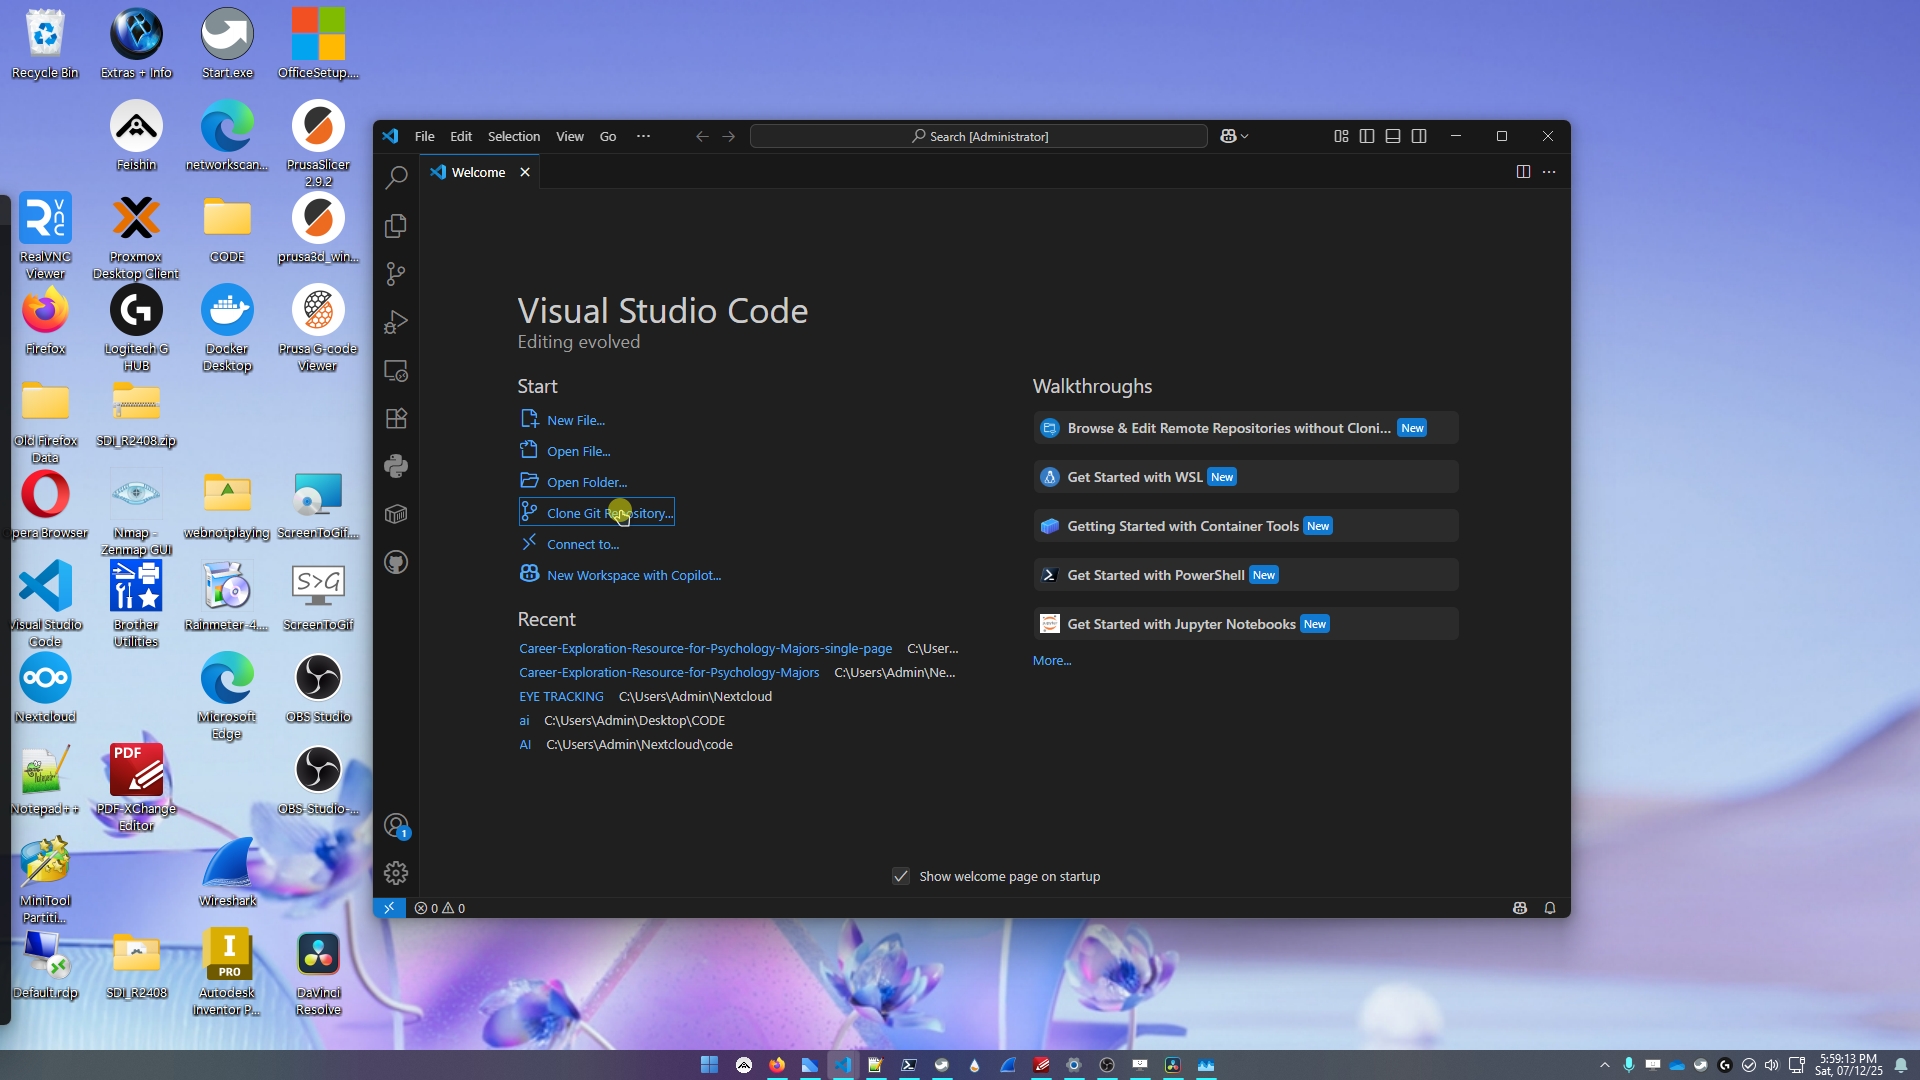 Recycle Bin
Extras + Info
Start.exe
OfficeSetup....
Feishin
networkscan...
PrusaSlicer
2.9.2
RealVNC
Viewer
Proxmox
Desktop Client
CODE
prusa3d_win...
Firefox
Logitech G
HUB
Docker
Desktop
Prusa G-code
Viewer
Old Firefox
Data
SDI_R2408.zip
pera Browser
Nmap -
Zenmap GUI
webnotplaying
ScreenToGif....
Visual Studio
Code
Brother
Utilities
Rainmeter-4....
S>G
ScreenToGif
Nextcloud
Microsoft
Edge
OBS Studio
Notepad++
PDF
PDF-XChange
Editor
OBS-Studio-...
MiniTool
Partiti...
Wireshark
Default.rdp
SDI_R2408
I
PRO
Autodesk
Inventor P...
DaVinci
Resolve
File
Edit
Selection
View
Go
···
Search [Administrator]
Welcome
Visual Studio Code
Editing evolved
Start
New File...
Open File...
Open Folder...
Clone Git Repository...
Connect to...
New Workspace with Copilot...
Recent
Career-Exploration-Resource-for-Psychology-Majors-single-page C:\User...
Career-Exploration-Resource-for-Psychology-Majors C:\Users\Admin\Ne...
EYE TRACKING C:\Users\Admin\Nextcloud
ai C:\Users\Admin\Desktop\CODE
AI C:\Users\Admin\Nextcloud\code
Walkthroughs
Browse & Edit Remote Repositories without Cloni... New
Get Started with WSL New
Getting Started with Container Tools New
Get Started with PowerShell New
Get Started with Jupyter Notebooks New
More...
Show welcome page on startup
1
0 0
5:59:13 PM
Sat, 07/12/25